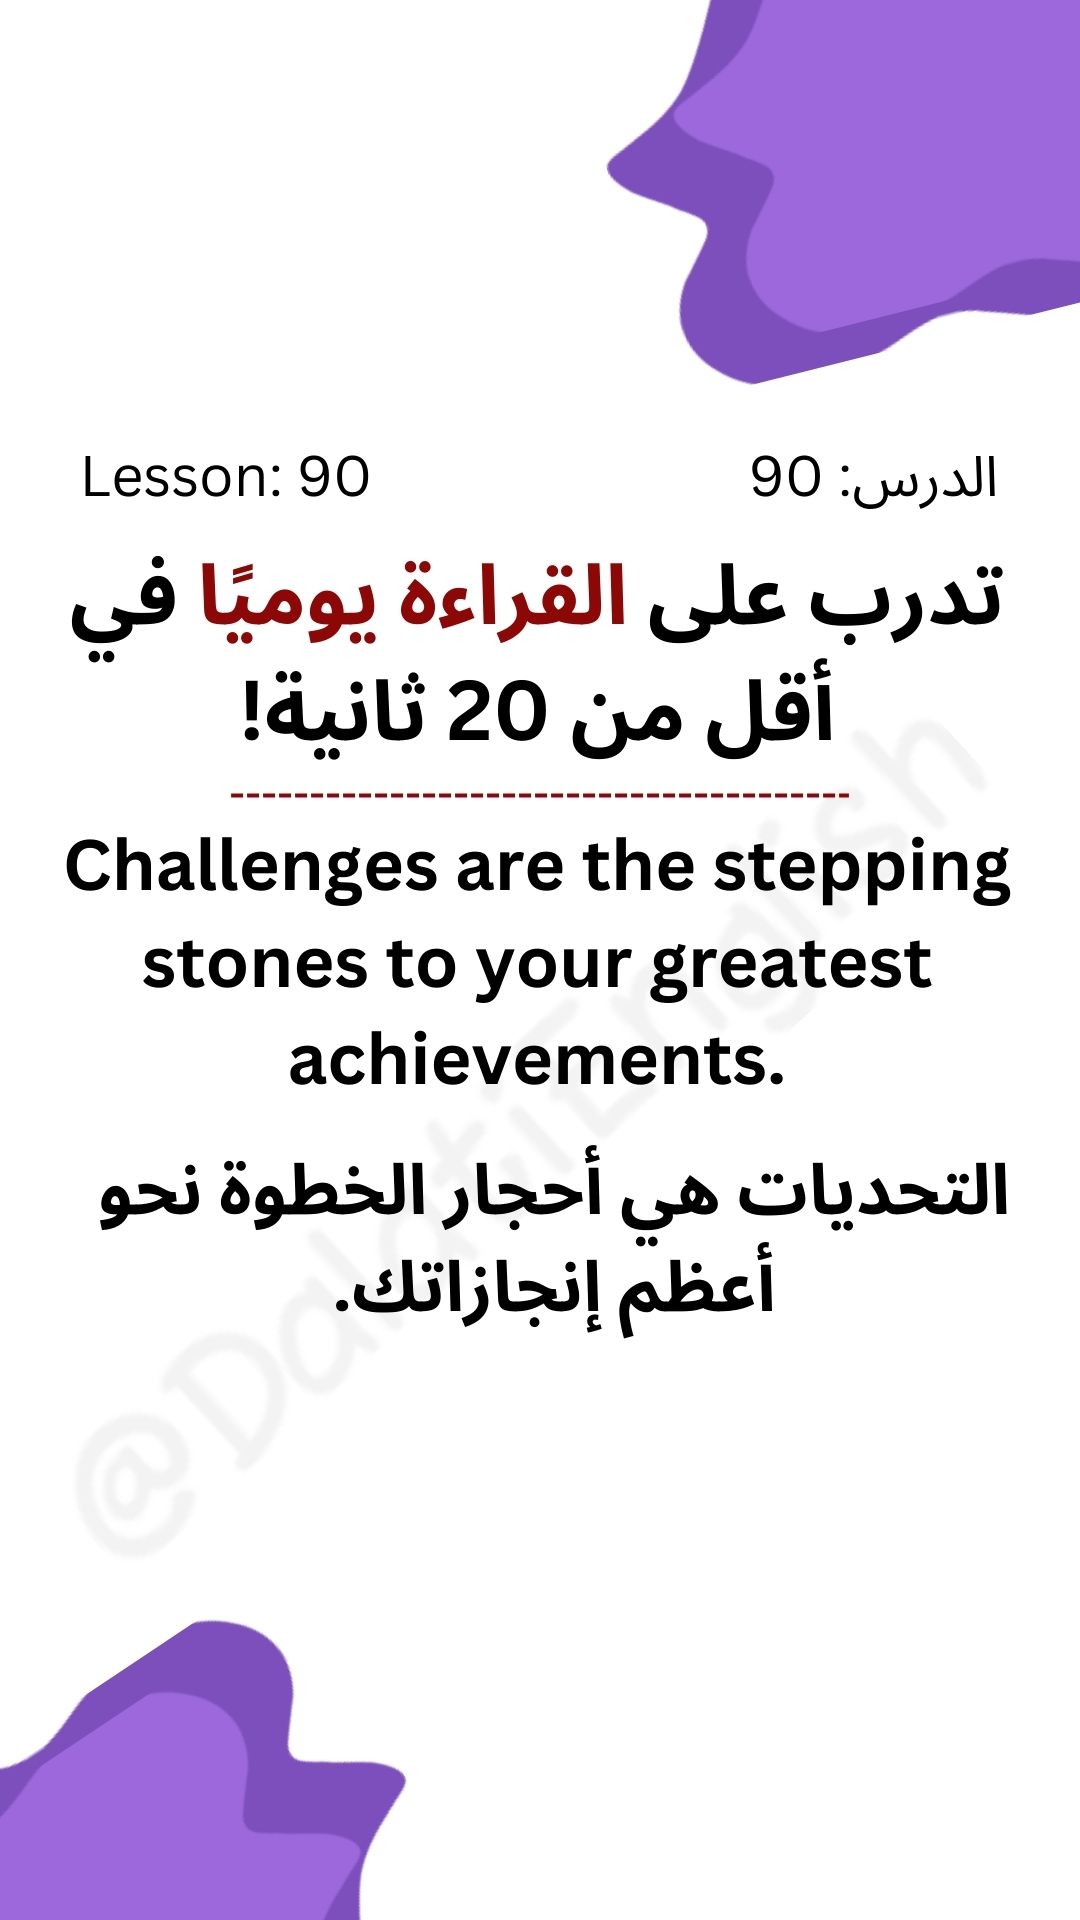 Lesson: 90
الدرس: 90
تدرب على القراءة يوميًا في
أقل من 20 ثانية!
---------------------------------------
Challenges are the stepping
stones to your greatest
achievements.
التحديات هي أحجار الخطوة نحو
أعظم إنجازاتك.
@DalatiEnglish